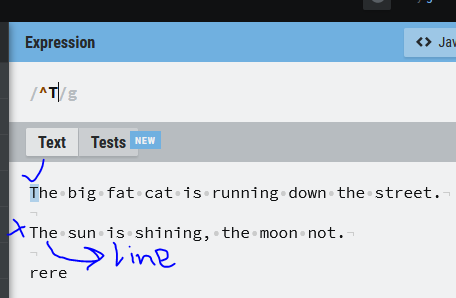 Expression
<> Jav
/^T/g
Text Tests NEW
The big fat cat is running down the street.
The sun is shining, the moon not.
Line
rere